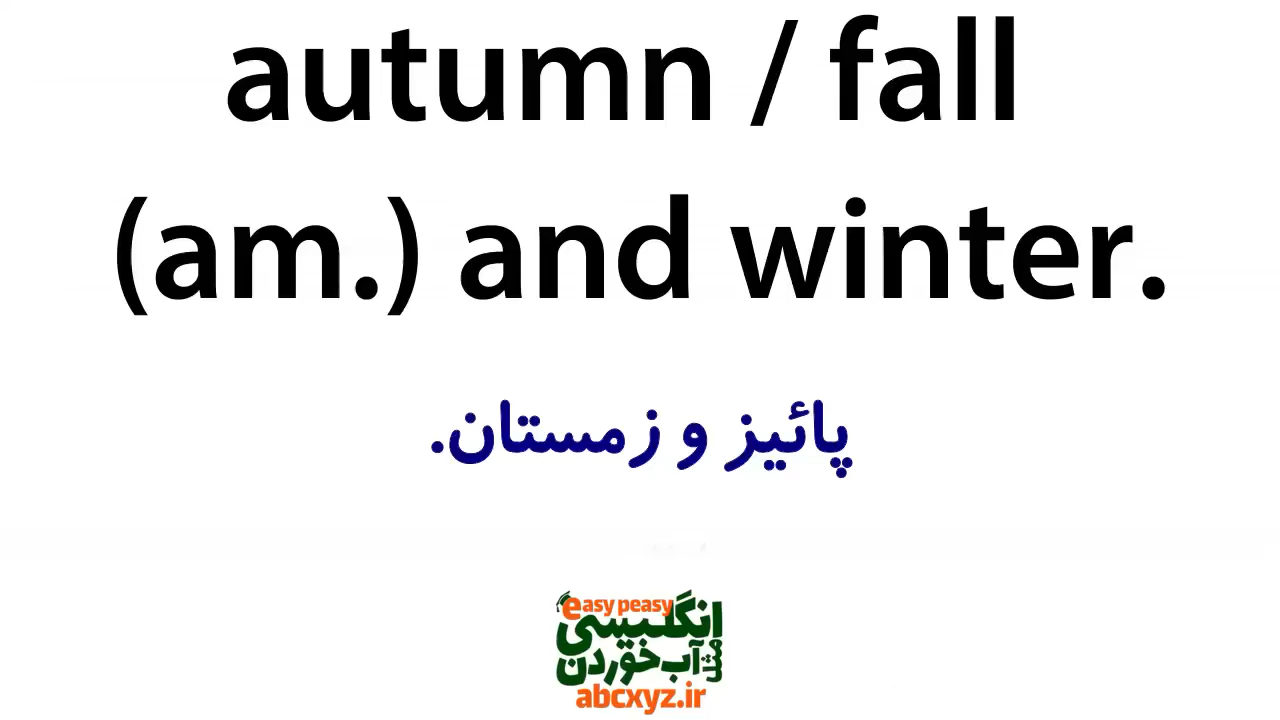 autumn / fall
(am.) and winter.
پائیز و زمستان.
easy peasy
انگلیسی
مثل آب خوردن
abcxyz.ir